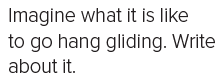 Imagine what it is like
to go hang gliding. Write
about it.